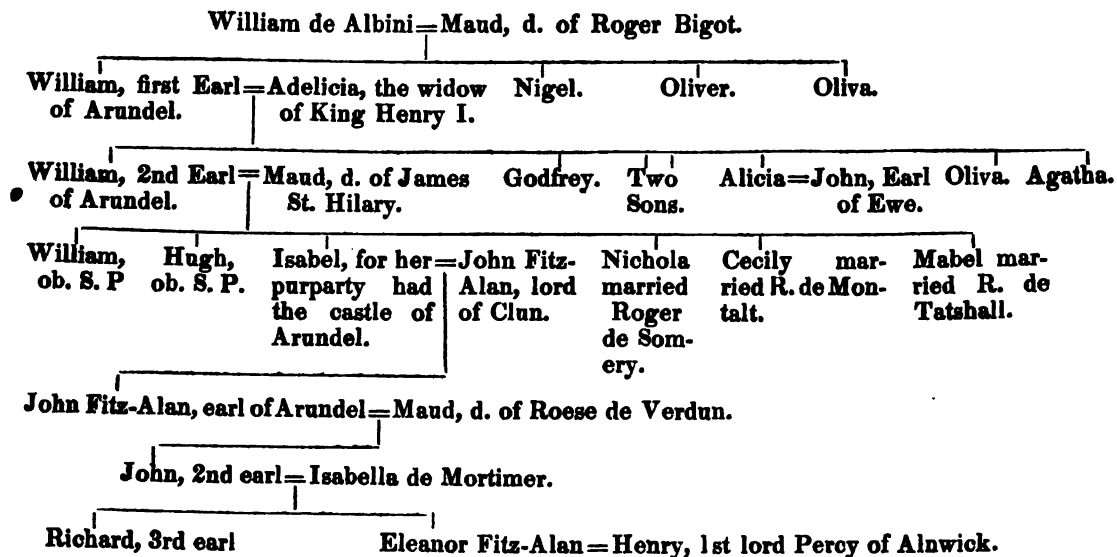 William de Albini=Maud, d. of Roger Bigot.
William, first Earl=Adelicia, the widow Nigel. Oliver. Oliva.
of Arundel. of King Henry I.
William, 2nd Earl=Maud, d. of James Godfrey. Two Alicia=John, Earl Oliva. Agatha.
of Arundel. St. Hilary. Sons. of Ewe.
William, Hugh, Isabel, for her=John Fitz- Nichola Cecily mar- Mabel mar-
ob. S. P ob. S. P. purparty had Alan, lord married ried R. de Mon- ried R. de
the castle of of Clun. Roger talt. Tatshall.
Arundel. de Som-
ery.
John Fitz-Alan, earl of Arundel=Maud, d. of Roese de Verdun.
John, 2nd earl=Isabella de Mortimer.
Richard, 3rd earl Eleanor Fitz-Alan=Henry, 1st lord Percy of Alnwick.